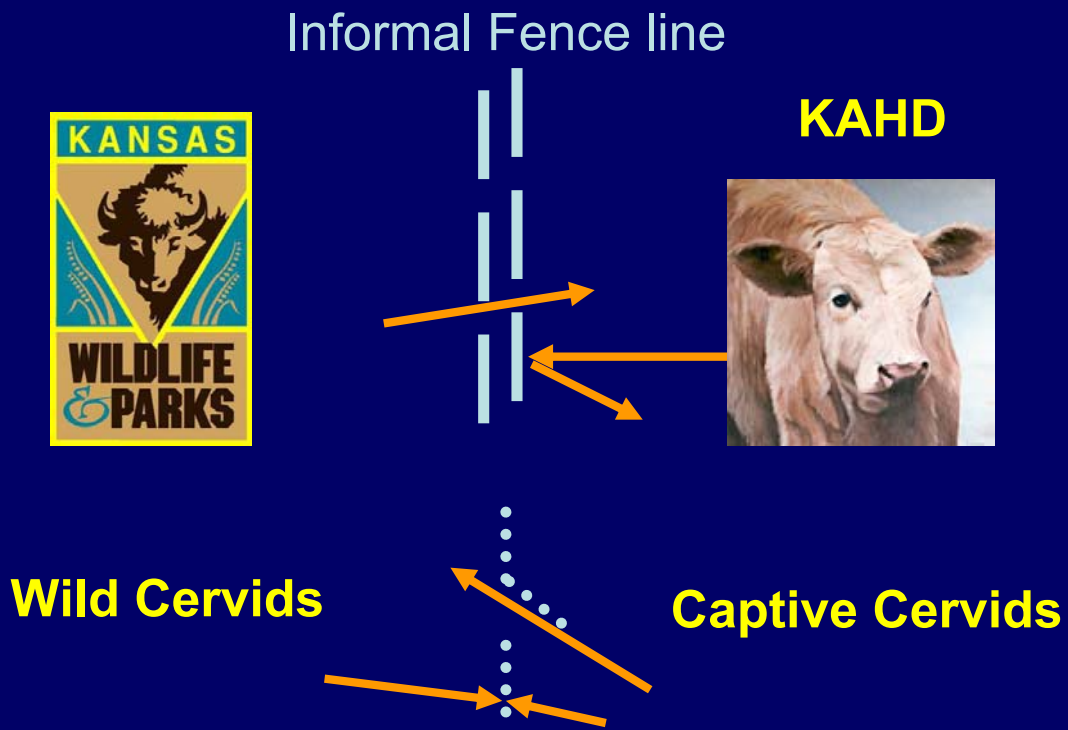 Informal Fence line
KANSAS
WILDLIFE
& PARKS
KAHD
Wild Cervids
Captive Cervids